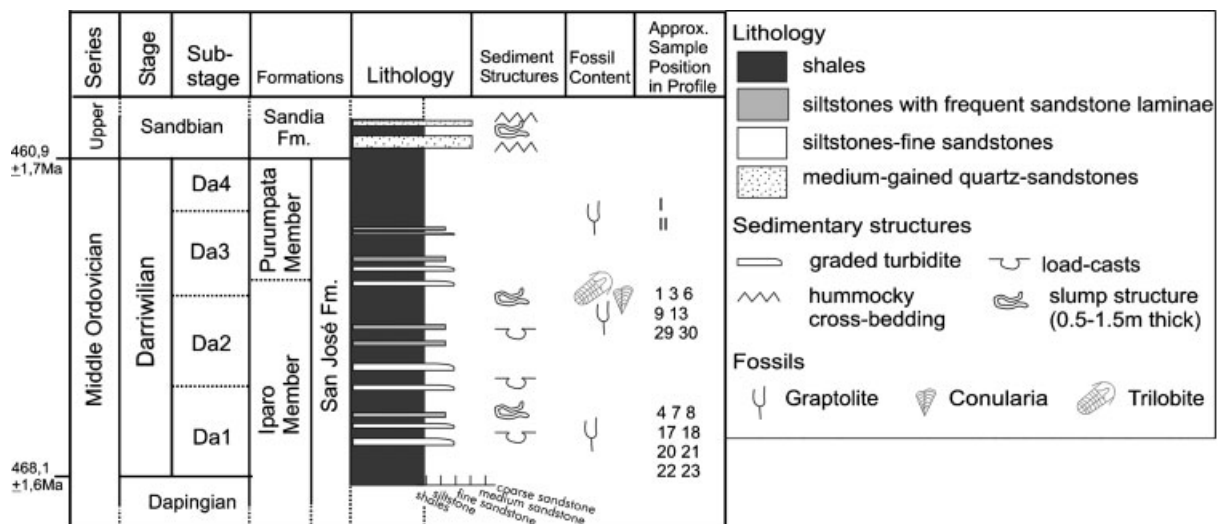 Series
Stage
Sub-
stage
Formations
Lithology
Sediment
Structures
Fossil
Content
Approx.
Sample
Position
in Profile
Upper
Sandbian
Sandia
Fm.
460,9
±1,7Ma
Middle Ordovician
Darriwilian
Da4
Da3
Da2
Da1
Purumpata
Member
Iparo
Member
San José Fm.
I
II
1 3 6
9 13
29 30
4 7 8
17 18
20 21
22 23
468,1
±1,6Ma
Dapingian
shales
siltstone
fine sandstone
medium sandstone
coarse sandstone
Lithology
shales
siltstones with frequent sandstone laminae
siltstones-fine sandstones
medium-gained quartz-sandstones
Sedimentary structures
graded turbidite
load-casts
hummocky
cross-bedding
slump structure
(0.5-1.5m thick)
Fossils
Graptolite
Conularia
Trilobite